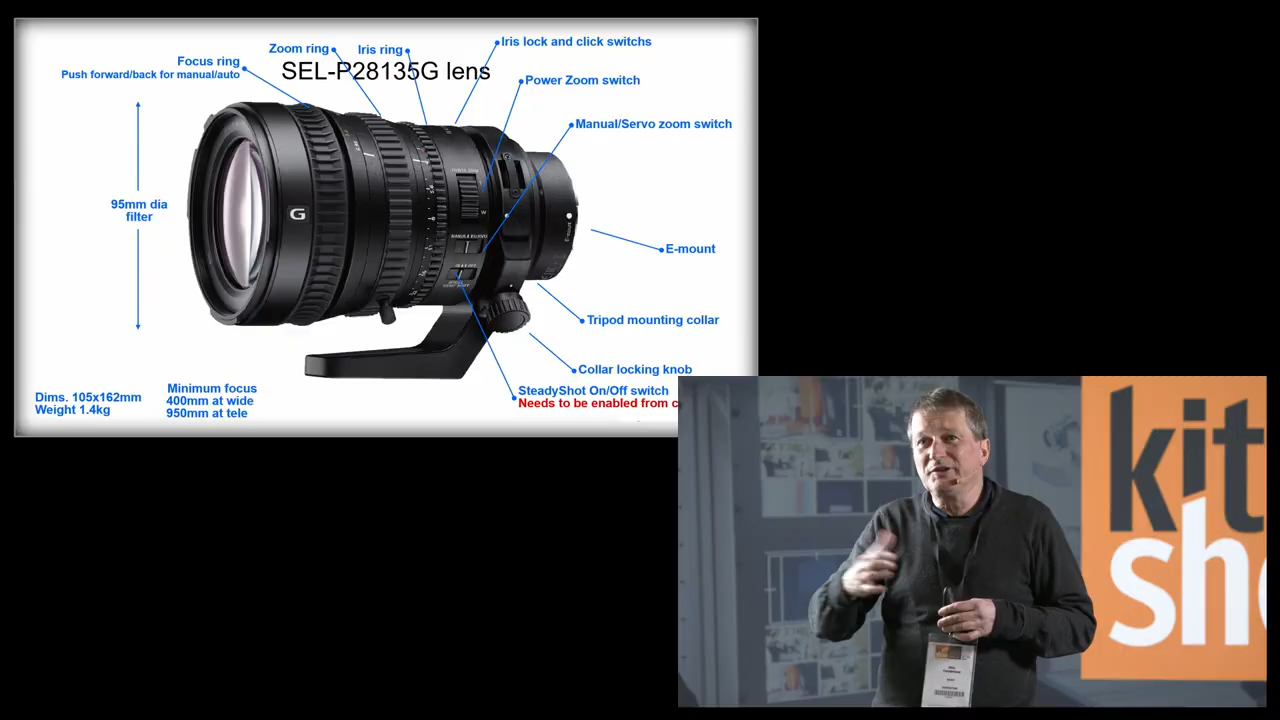 Zoom ring
Iris ring
Iris lock and click switchs
Focus ring
Push forward/back for manual/auto
SEL-P28135G lens
Power Zoom switch
Manual/Servo zoom switch
95mm dia
filter
G
W
E-mount
E-mount
Tripod mounting collar
Collar locking knob
SteadyShot On/Off switch
Needs to be enabled from c
Dims. 105x162mm
Weight 1.4kg
Minimum focus
400mm at wide
950mm at tele
kit
sh